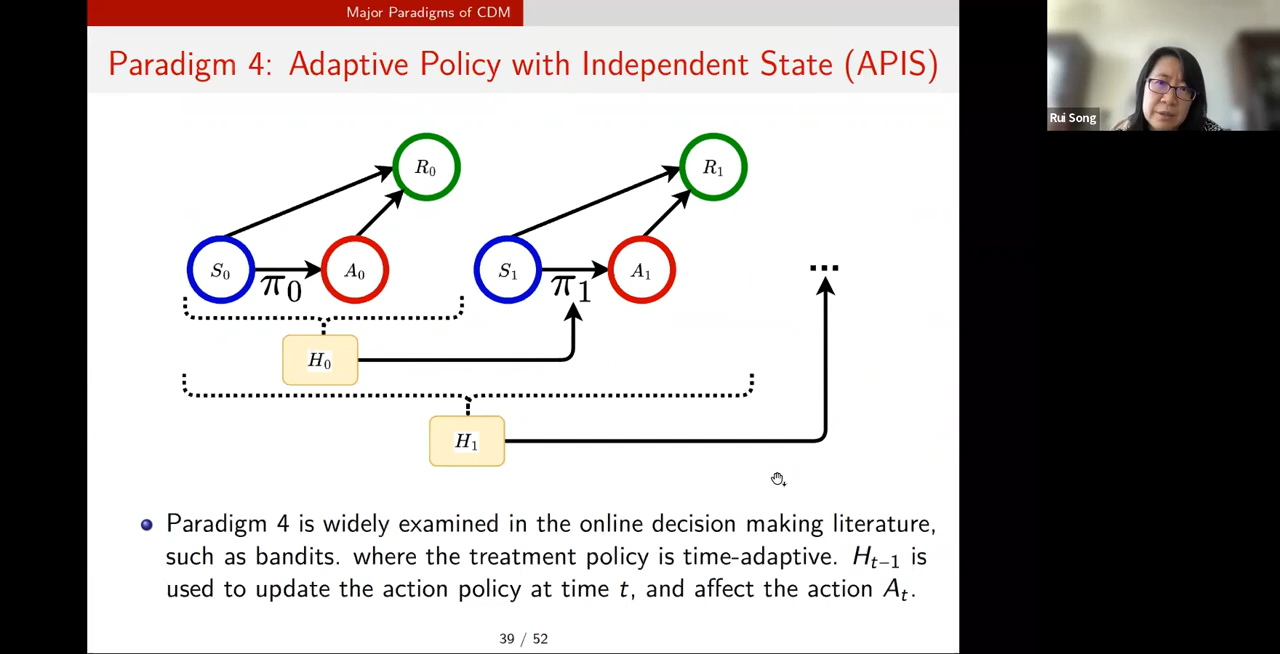 Major Paradigms of CDM
Paradigm 4: Adaptive Policy with Independent State (APIS)
Rui Song
R₀
R₁
S₀
A₀
S₁
A₁
...
π₀
π₁
H₀
H₁
Paradigm 4 is widely examined in the online decision making literature,
such as bandits. where the treatment policy is time-adaptive. Hₜ₋₁ is
used to update the action policy at time t, and affect the action Aₜ.
39 / 52